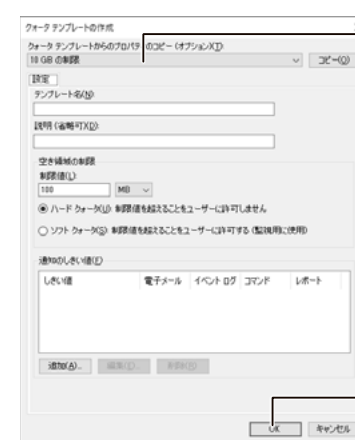 クォータ テンプレートの作成
クォータ テンプレートからのプロパティのコピー (オプション)(T):
10 GB の制限
コピー(O)
設定
テンプレート名(N):
説明 (省略可)(D):
空き領域の制限
制限値(L):
100 MB
ハード クォータ(U): 制限値を超えることをユーザーに許可しません
ソフト クォータ(S): 制限値を超えることをユーザーに許可する (監視用に使用)
通知のしきい値(E)
しきい値 電子メール イベント ログ コマンド レポート
追加(A)... 編集(I)... 削除(R)
OK キャンセル